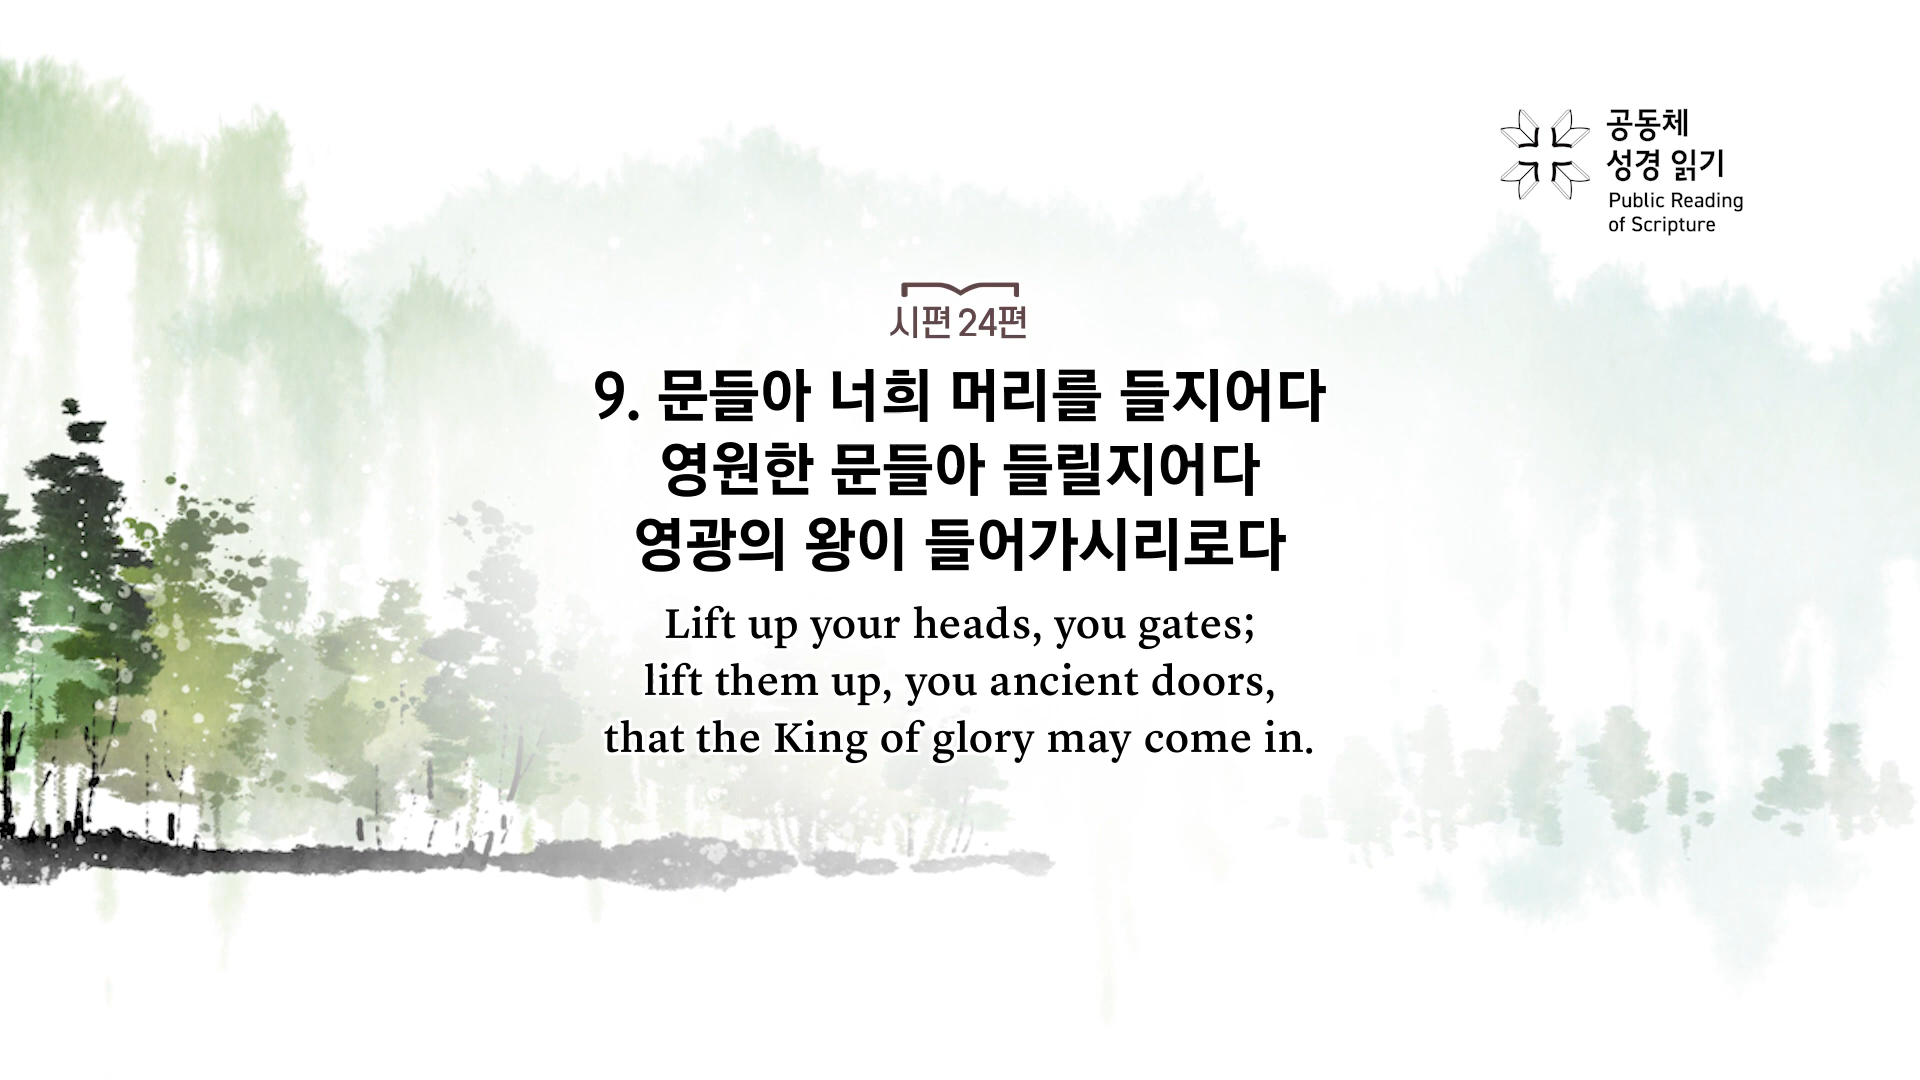 공동체
성경 읽기
Public Reading
of Scripture
시편 24편
9. 문들아 너희 머리를 들지어다
영원한 문들아 들릴지어다
영광의 왕이 들어가시리로다
Lift up your heads, you gates;
lift them up, you ancient doors,
that the King of glory may come in.